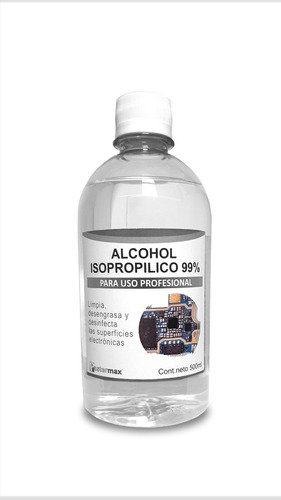 ALCOHOL
ISOPROPILICO 99%
PARA USO PROFESIONAL
Limpia,
desengrasa y
desinfecta
las superficies
electrónicas
Cont.neto 500ml